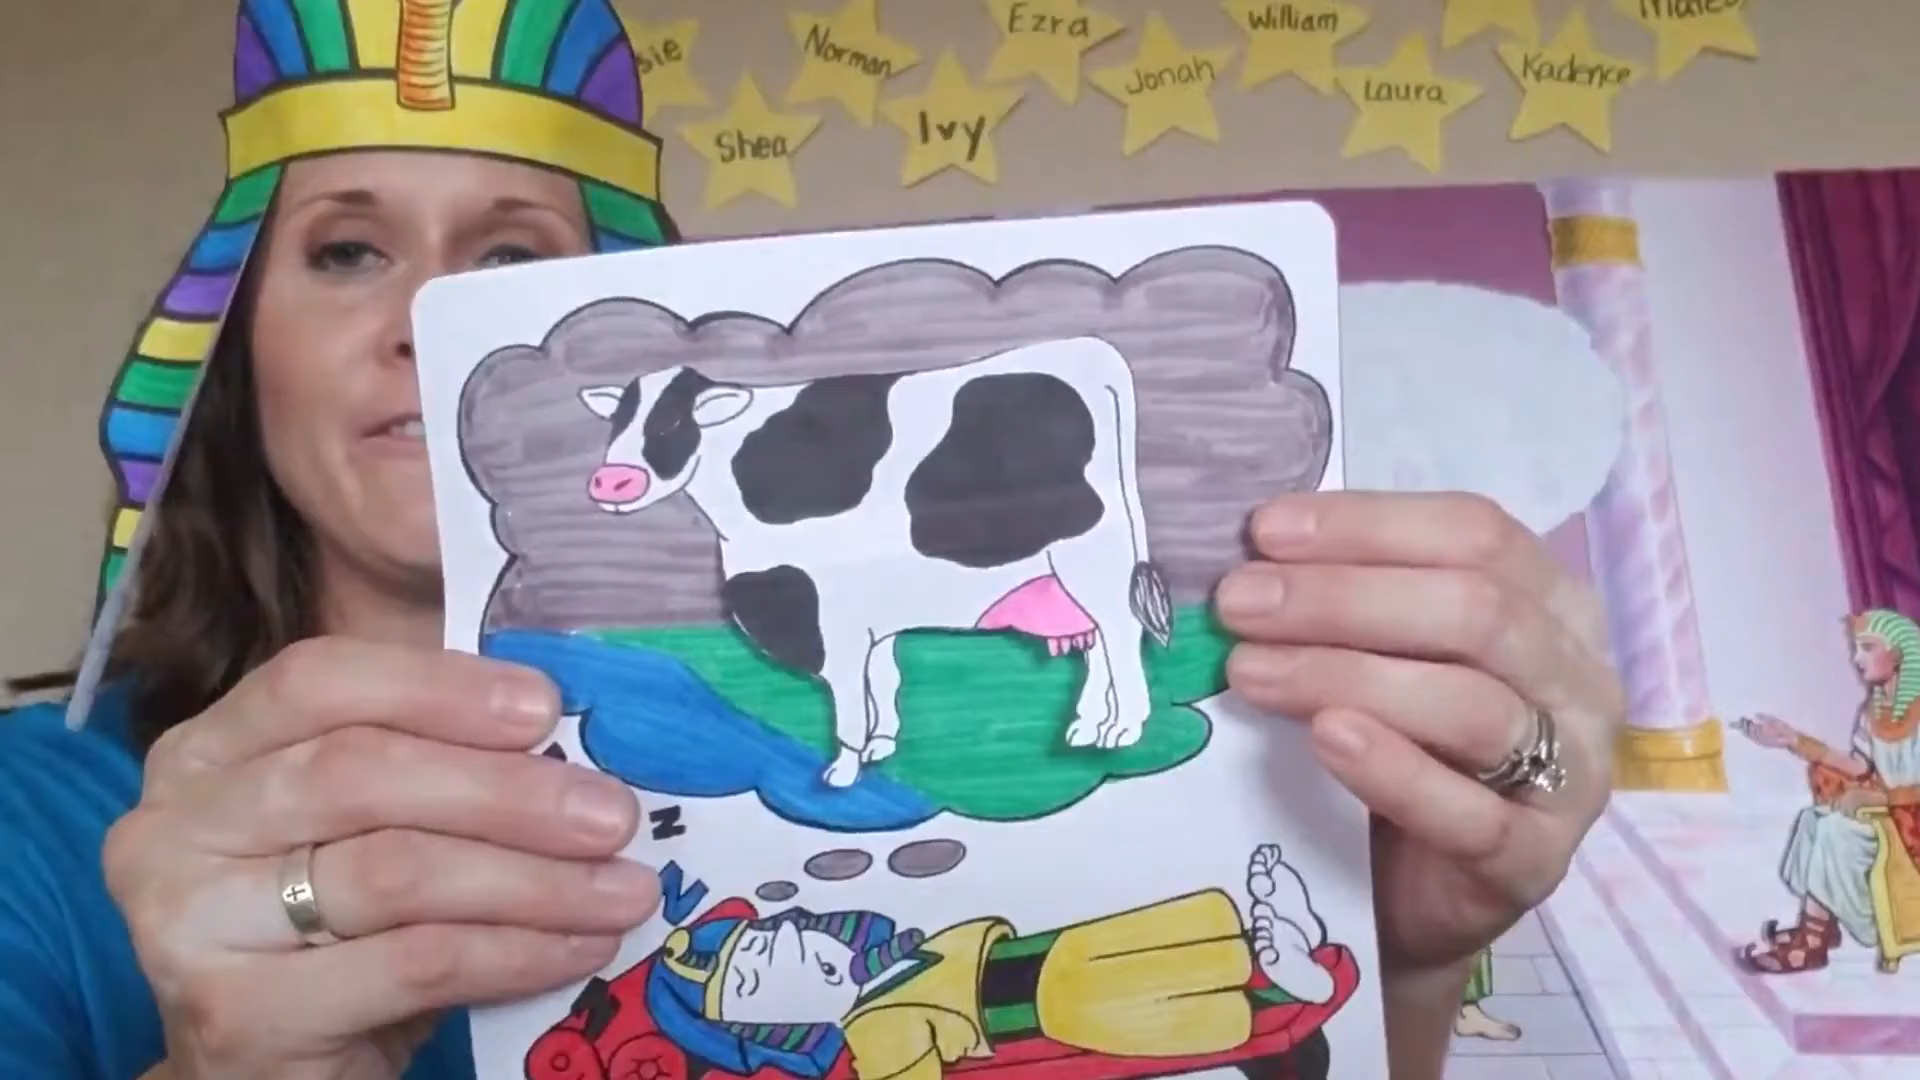 Norman
Ezra
William
Shea
Ivy
Jonah
Laura
Kadence
z
N